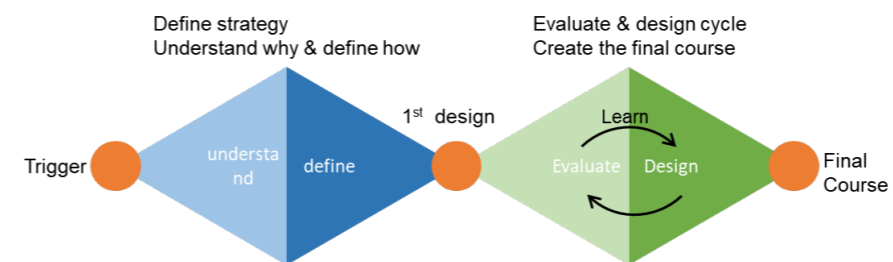 Define strategy
Understand why & define how
Evaluate & design cycle
Create the final course
1st design
Learn
Trigger
understa
nd
define
Evaluate
Design
Final
Course